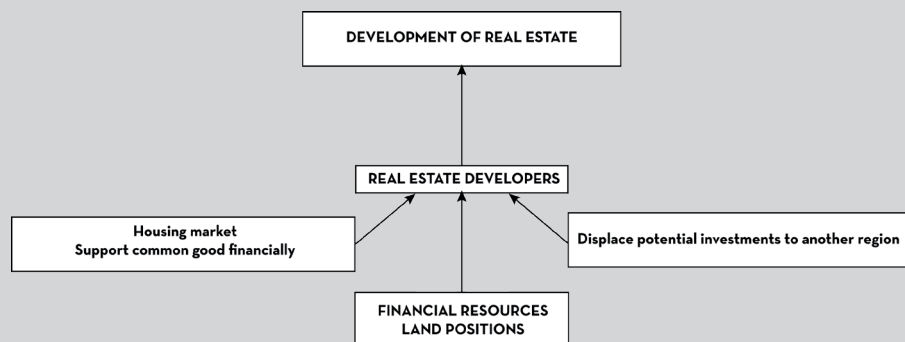 DEVELOPMENT OF REAL ESTATE
REAL ESTATE DEVELOPERS
Housing market
Support common good financially
Displace potential investments to another region
FINANCIAL RESOURCES
LAND POSITIONS